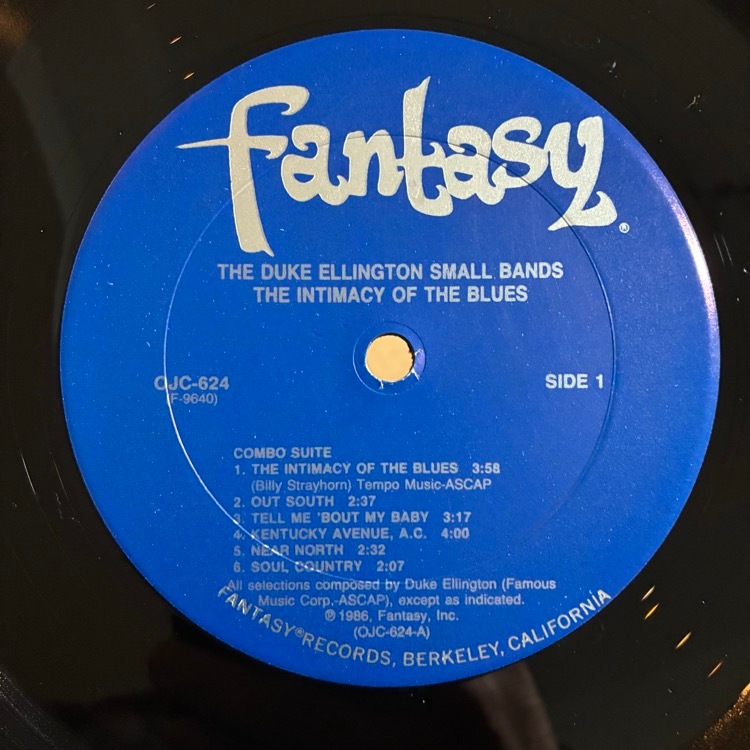 fantasy®
THE DUKE ELLINGTON SMALL BANDS
THE INTIMACY OF THE BLUES
OJC-624
(F-9640)
SIDE 1
COMBO SUITE
1. THE INTIMACY OF THE BLUES 3:58
(Billy Strayhorn) Tempo Music-ASCAP
2. OUT SOUTH 2:37
3. TELL ME 'BOUT MY BABY 3:17
4. KENTUCKY AVENUE, A.C. 4:00
5. NEAR NORTH 2:32
6. SOUL COUNTRY 2:07
All selections composed by Duke Ellington (Famous
Music Corp.-ASCAP), except as indicated.
℗ 1986, Fantasy, Inc.
(OJC-624-A)
FANTASY® RECORDS, BERKELEY, CALIFORNIA